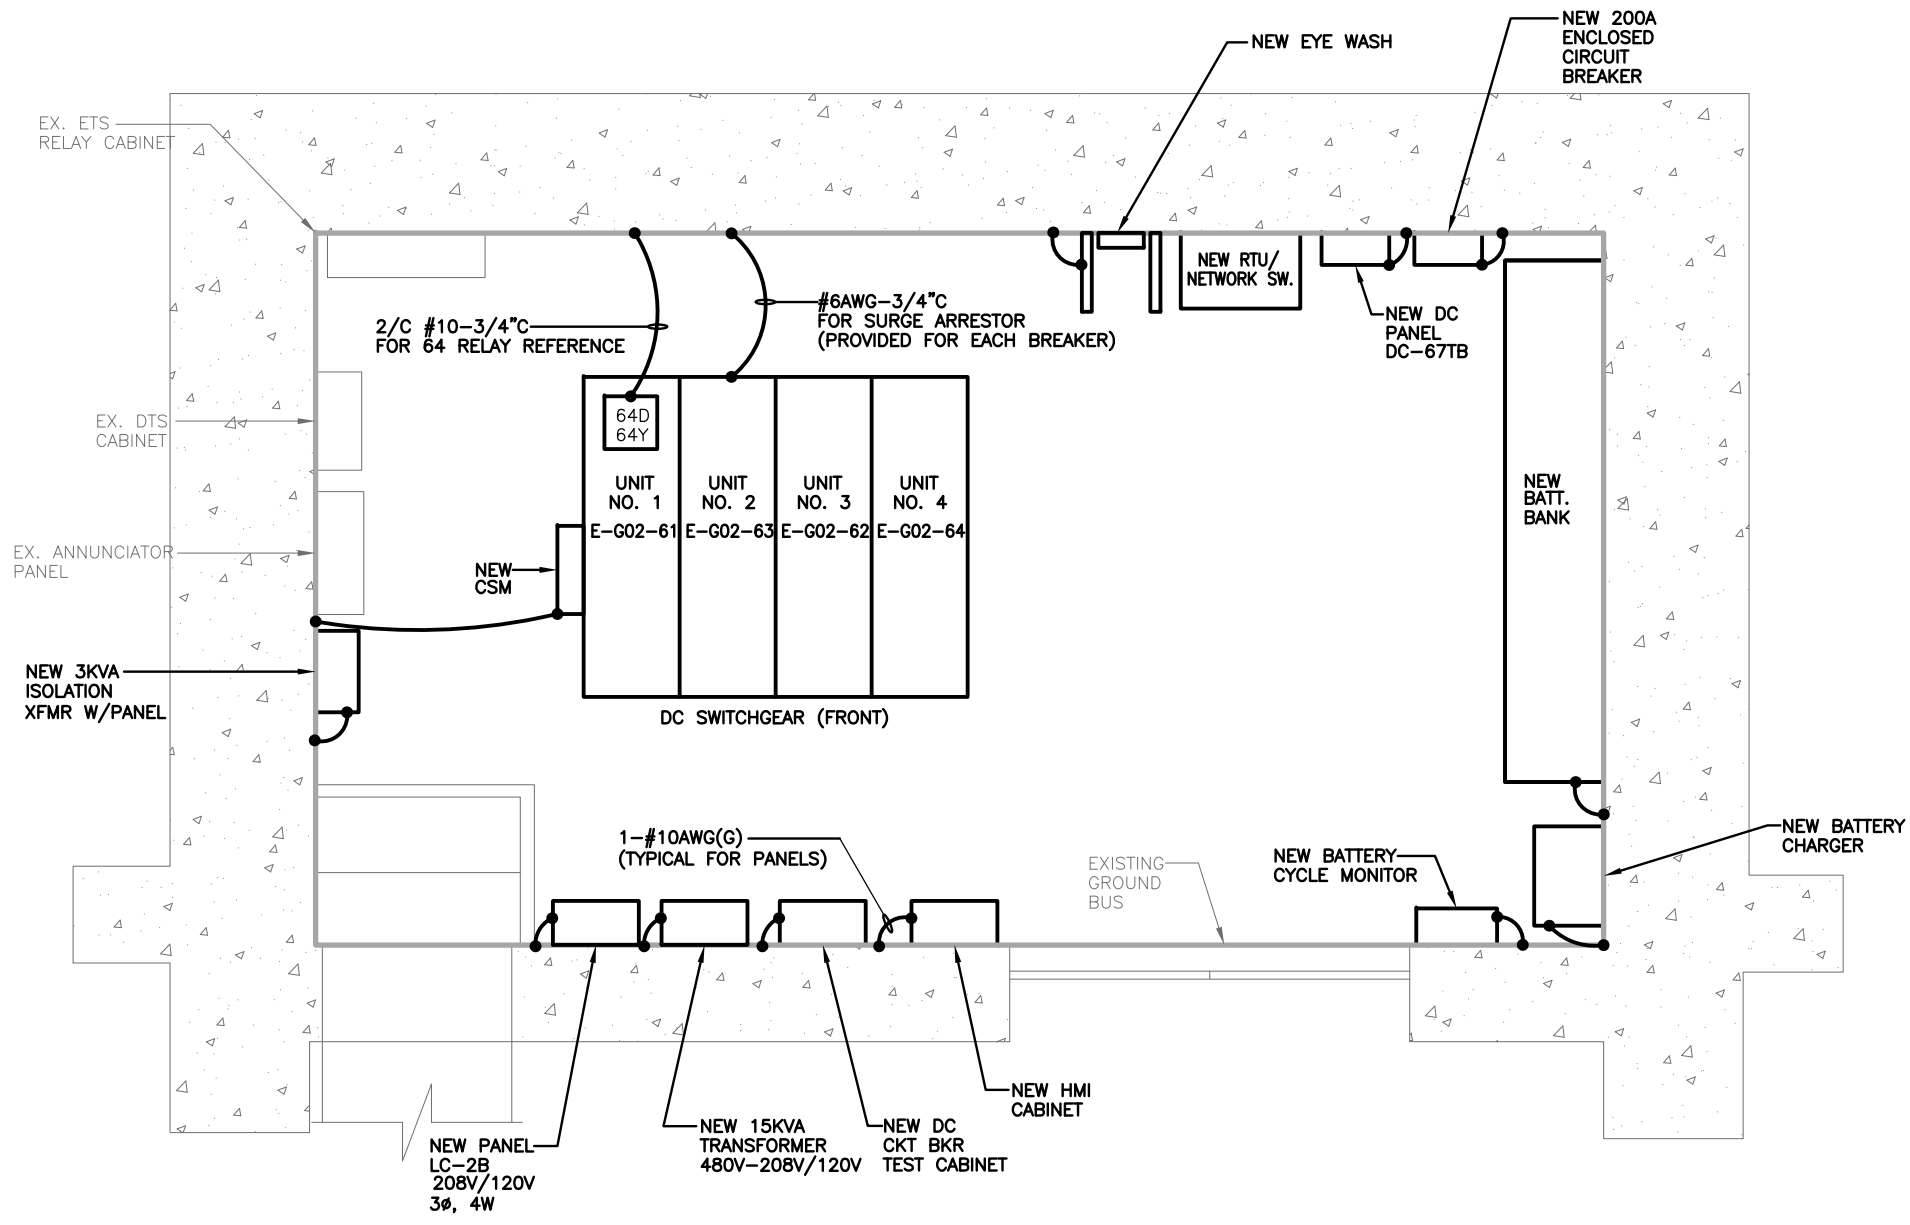 NEW 200A
ENCLOSED
CIRCUIT
BREAKER
NEW EYE WASH
EX. ETS
RELAY CABINET
NEW RTU/
NETWORK SW.
#6AWG-3/4"C
FOR SURGE ARRESTOR
(PROVIDED FOR EACH BREAKER)
2/C #10-3/4"C
FOR 64 RELAY REFERENCE
NEW DC
PANEL
DC-67TB
EX. DTS
CABINET
64D
64Y
UNIT
NO. 1
E-G02-61
UNIT
NO. 2
E-G02-63
UNIT
NO. 3
E-G02-62
UNIT
NO. 4
E-G02-64
NEW
BATT.
BANK
EX. ANNUNCIATOR
PANEL
NEW
CSM
NEW 3KVA
ISOLATION
XFMR W/PANEL
DC SWITCHGEAR (FRONT)
1-#10AWG(G)
(TYPICAL FOR PANELS)
EXISTING
GROUND
BUS
NEW BATTERY
CYCLE MONITOR
NEW BATTERY
CHARGER
NEW HMI
CABINET
NEW PANEL
LC-2B
208V/120V
3ø, 4W
NEW 15KVA
TRANSFORMER
480V-208V/120V
NEW DC
CKT BKR
TEST CABINET